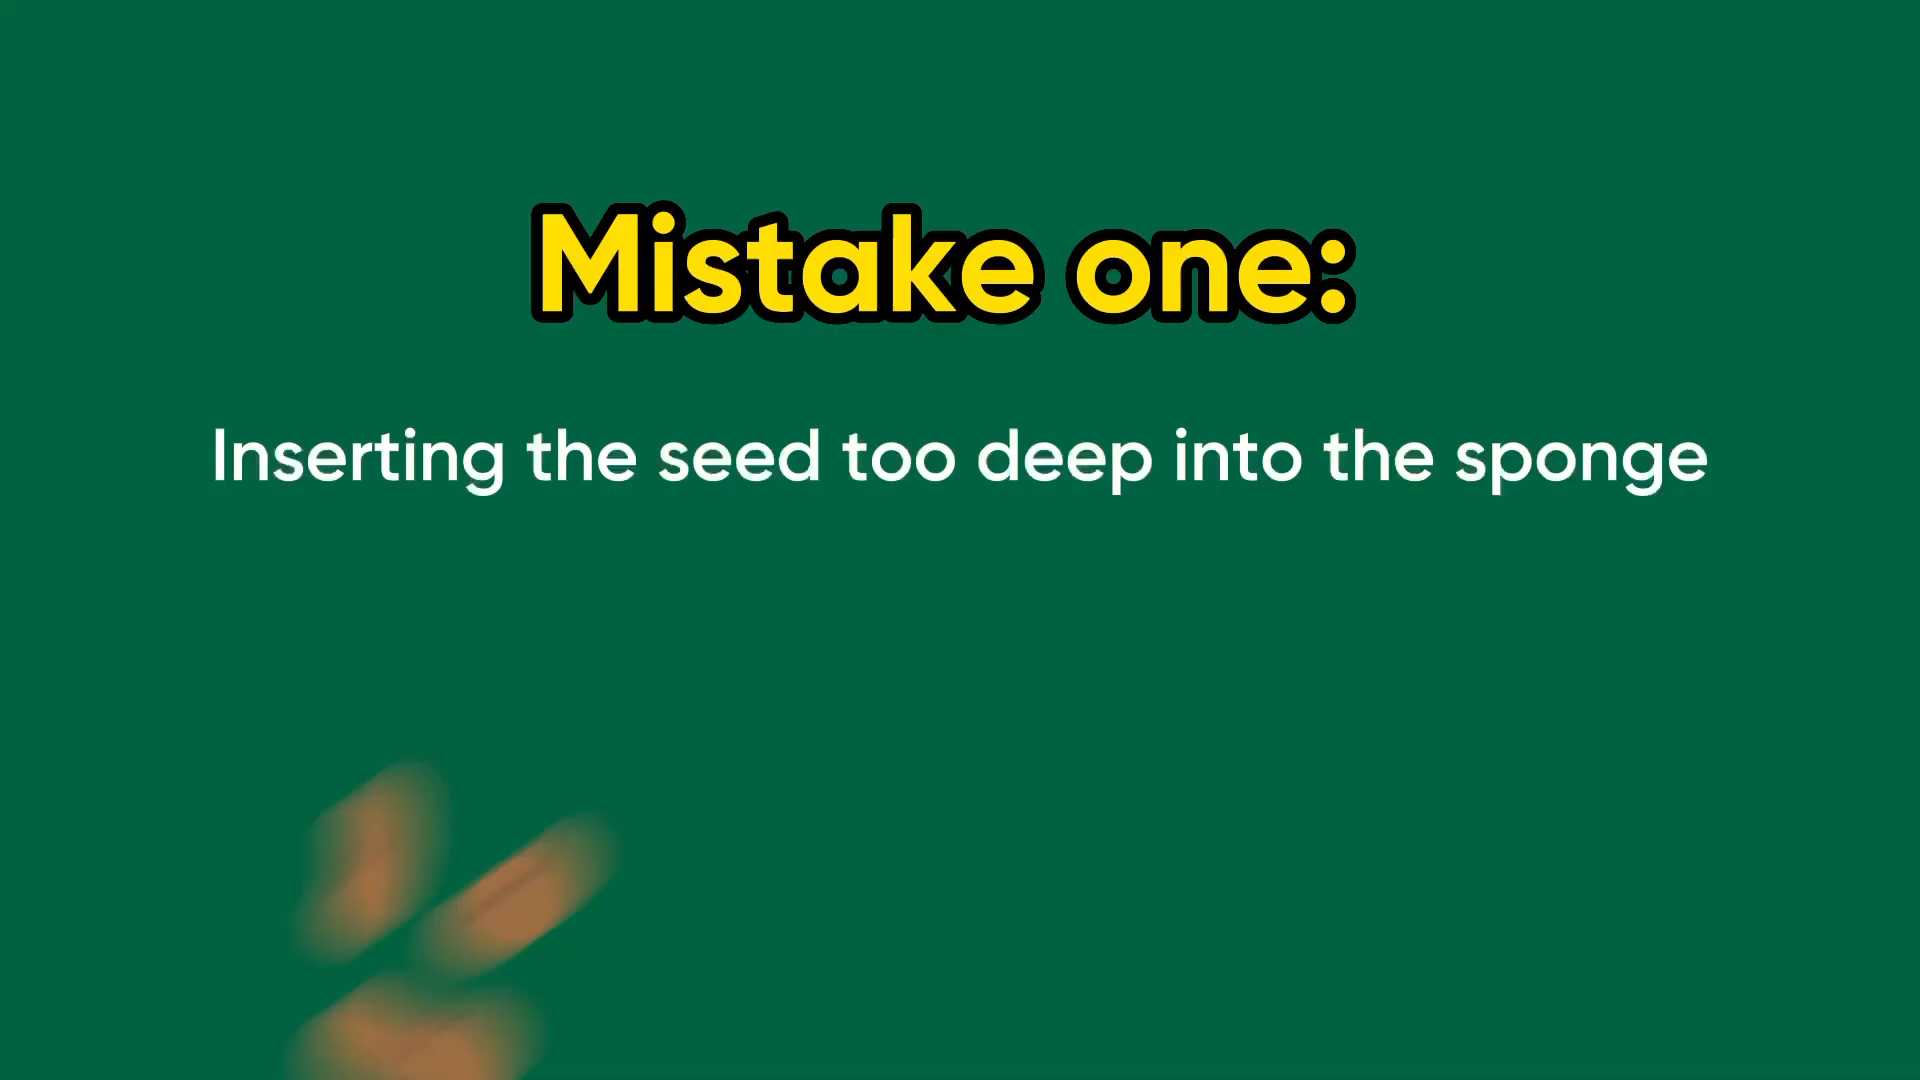 Mistake one:
Inserting the seed too deep into the sponge